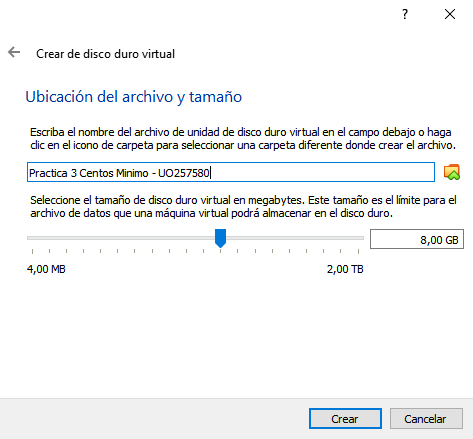 ?
Crear de disco duro virtual
Ubicación del archivo y tamaño
Escriba el nombre del archivo de unidad de disco duro virtual en el campo debajo o haga
clic en el icono de carpeta para seleccionar una carpeta diferente donde crear el archivo.
Practica 3 Centos Minimo - UO257580
Seleccione el tamaño de disco duro virtual en megabytes. Este tamaño es el límite para el
archivo de datos que una máquina virtual podrá almacenar en el disco duro.
8,00 GB
4,00 MB 2,00 TB
Crear Cancelar